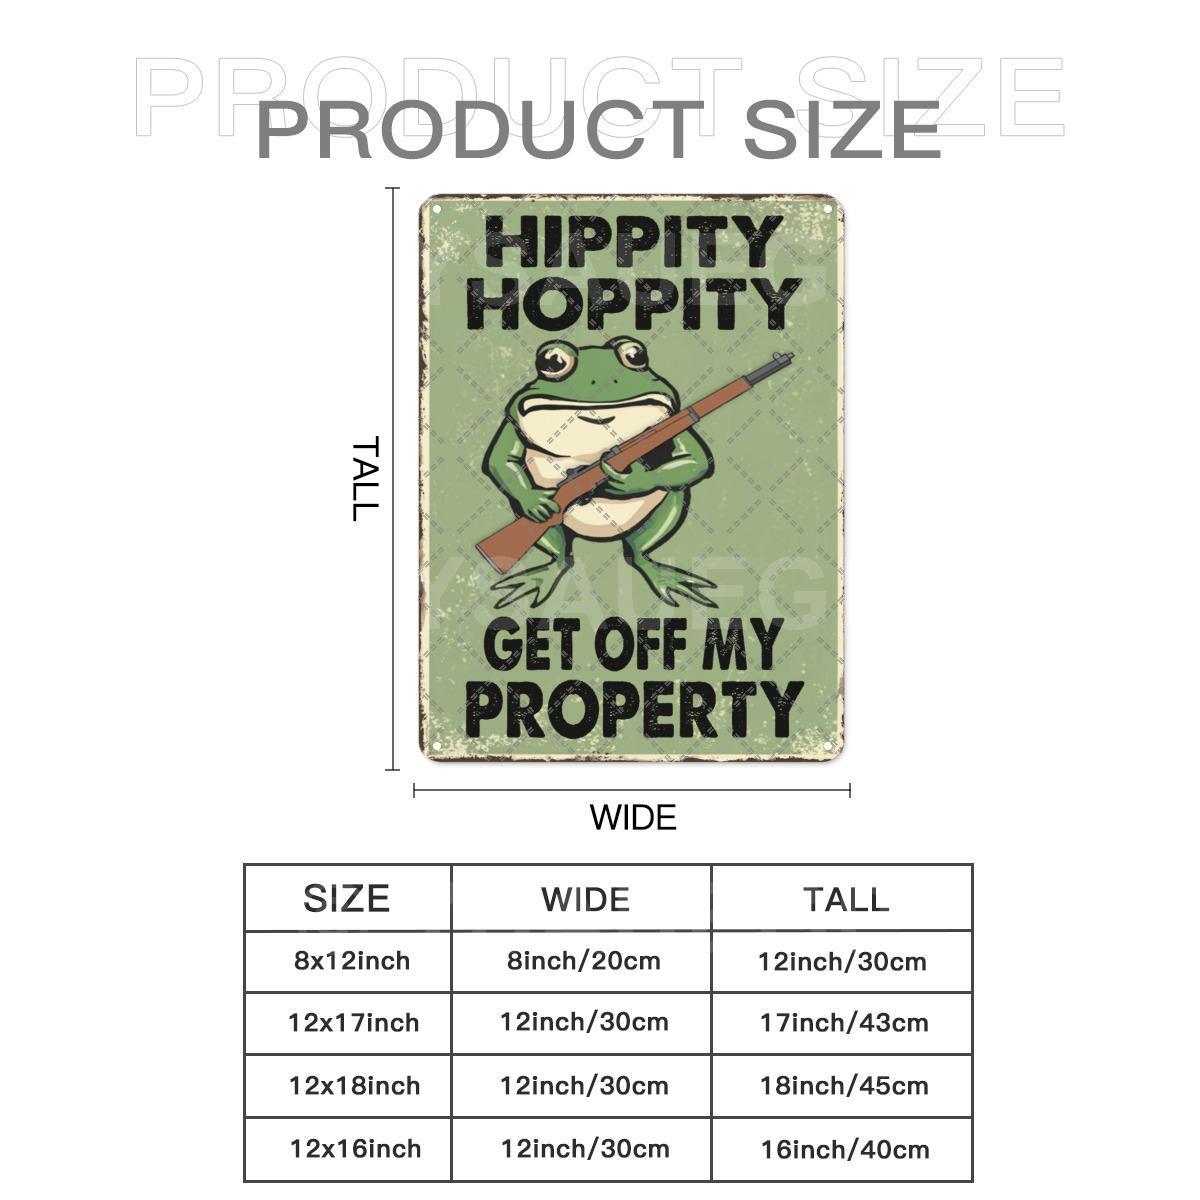 PRODUCT SIZE
PRODUCT SIZE
HIPPITY
HOPPITY
GET OFF MY
PROPERTY
TALL
WIDE
SIZE WIDE TALL
8x12inch 8inch/20cm 12inch/30cm
12x17inch 12inch/30cm 17inch/43cm
12x18inch 12inch/30cm 18inch/45cm
12x16inch 12inch/30cm 16inch/40cm